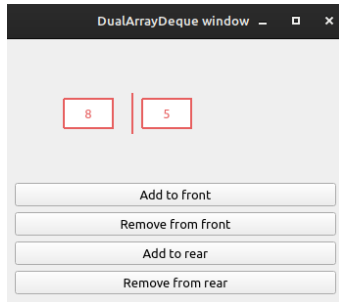 DualArrayDeque window
8 5
Add to front
Remove from front
Add to rear
Remove from rear